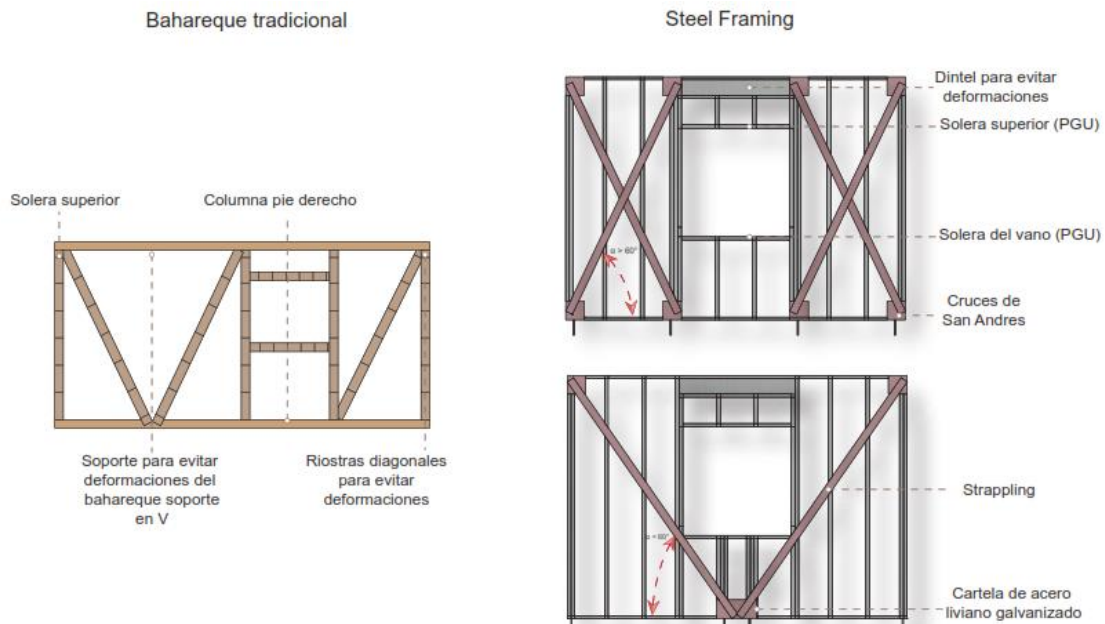 Bahareque tradicional
Solera superior
Columna pie derecho
Soporte para evitar
deformaciones del
bahareque soporte
en V
Riostras diagonales
para evitar
deformaciones
Steel Framing
Dintel para evitar
deformaciones
Solera superior (PGU)
Solera del vano (PGU)
α > 60°
Cruces de
San Andres
Strappling
α < 60°
Cartela de acero
liviano galvanizado